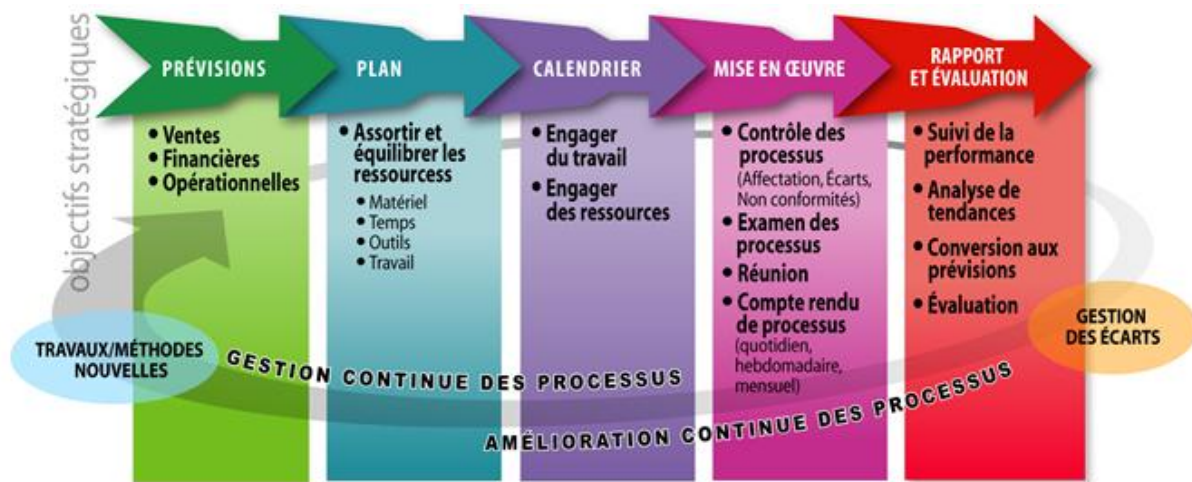 objectifs stratégiques
PRÉVISIONS
• Ventes
• Financières
• Opérationnelles
PLAN
• Assortir et
équilibrer les
ressourcess
• Matériel
• Temps
• Outils
• Travail
CALENDRIER
• Engager
du travail
• Engager
des ressources
MISE EN ŒUVRE
• Contrôle des
processus
(Affectation, Écarts,
Non conformités)
• Examen des
processus
• Réunion
• Compte rendu
de processus
(quotidien,
hebdomadaire,
mensuel)
RAPPORT
ET ÉVALUATION
• Suivi de la
performance
• Analyse de
tendances
• Conversion aux
prévisions
• Évaluation
TRAVAUX/MÉTHODES
NOUVELLES
GESTION
DES ÉCARTS
GESTION CONTINUE DES PROCESSUS
AMÉLIORATION CONTINUE DES PROCESSUS